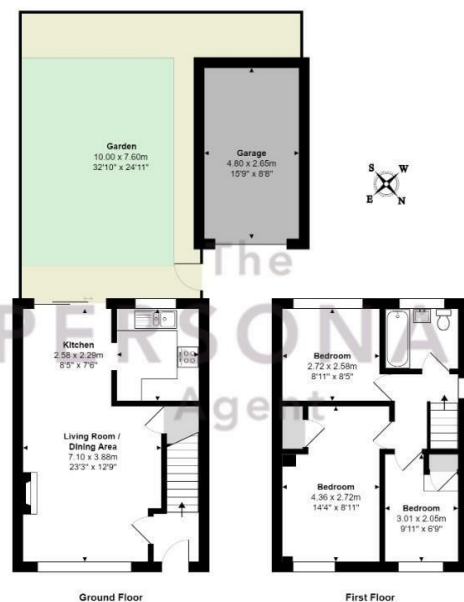 Garden
10.00 x 7.60m
32'10" x 24'11"
Garage
4.80 x 2.65m
15'9" x 8'8"
S
W
E
N
The
PERSONA
Agent
Kitchen
2.58 x 2.29m
8'5" x 7'6"
Living Room /
Dining Area
7.10 x 3.88m
23'3" x 12'9"
Bedroom
2.72 x 2.58m
8'11" x 8'5"
Bedroom
4.36 x 2.72m
14'4" x 8'11"
Bedroom
3.01 x 2.05m
9'11" x 6'9"
Ground Floor
First Floor